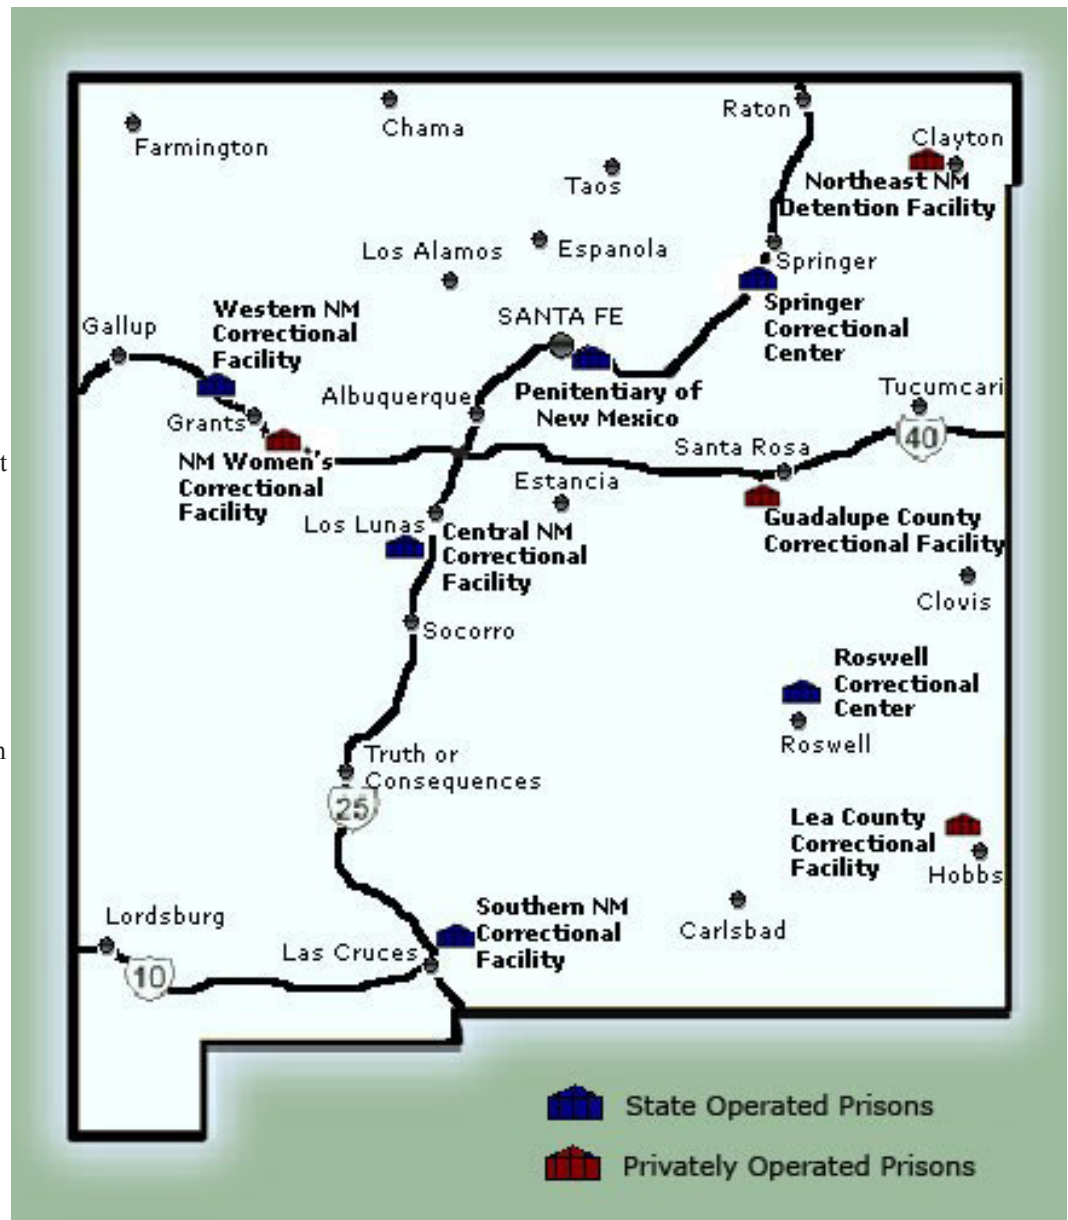 Raton
Chama
Farmington
Clayton
Taos
Northeast NM
Detention Facility
Los Alamos
Espanola
Springer
Western NM
Correctional
Facility
SANTA FE
Springer
Correctional
Center
Gallup
Albuquerque
Penitentiary of
New Mexico
Tucumcari
Grants
40
Santa Rosa
t
NM Women's
Correctional
Facility
Estancia
Los Lunas
Central NM
Correctional
Facility
Guadalupe County
Correctional Facility
Clovis
Socorro
Roswell
Correctional
Center
Roswell
n
Truth or
Consequences
25
Lea County
Correctional
Facility
Hobbs
Lordsburg
Southern NM
Correctional
Facility
Carlsbad
Las Cruces
10
State Operated Prisons
Privately Operated Prisons